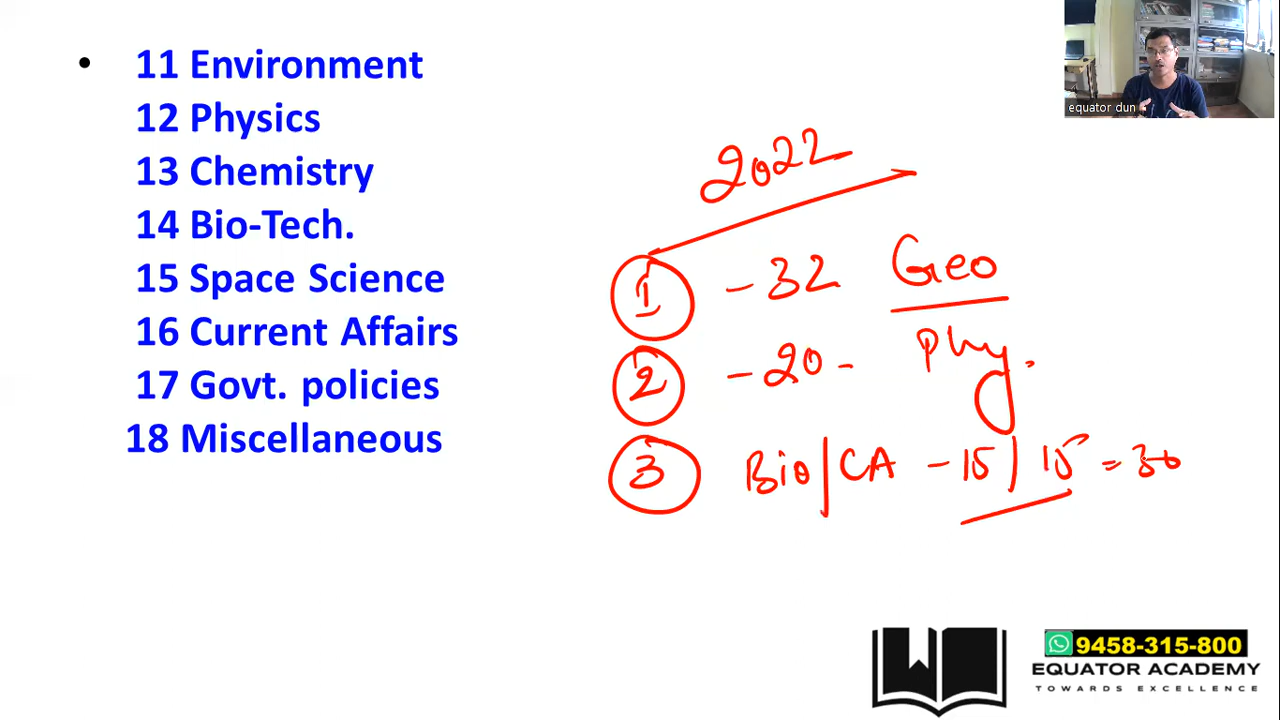 • 11 Environment
12 Physics
13 Chemistry
14 Bio-Tech.
15 Space Science
16 Current Affairs
17 Govt. policies
18 Miscellaneous
equator dun
2022
1 - 32 Geo
2 - 20 - Phy.
3 Bio | CA - 15 | 15 = 30
9458-315-800
EQUATOR ACADEMY
TOWARDS EXCELLENCE